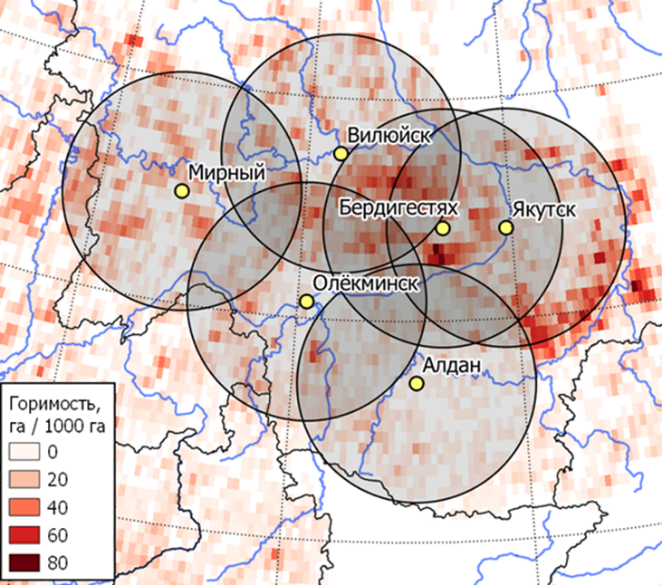 Вилюйск
Мирный
Бердигестях
Якутск
Олёкминск
Алдан
Горимость,
га / 1000 га
0
20
40
60
80